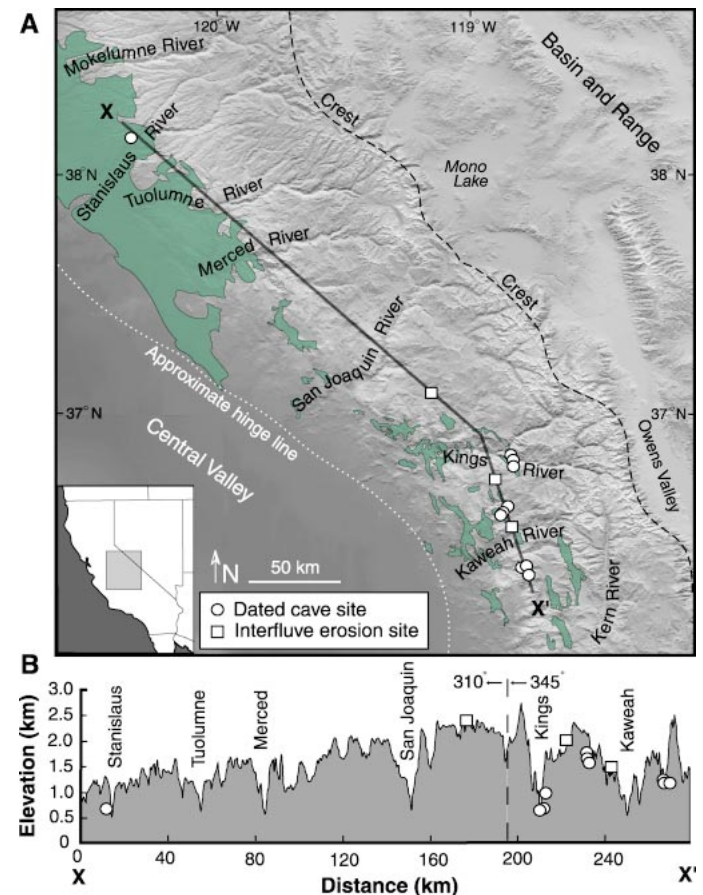 A
120°W
119°W
Mokelumne River
Basin and Range
X
Crest
River
Stanislaus
Mono
Lake
38°N
38°N
Tuolumne River
Merced River
Crest
San Joaquin River
Approximate hinge line
37°N
37°N
Central Valley
Owens Valley
Kings River
Kaweah River
Kern River
N
50 km
X'
Dated cave site
Interfluve erosion site
B
310° 345°
Elevation (km)
3.0
2.5
2.0
1.5
1.0
0.5
0
Stanislaus
Tuolumne
Merced
San Joaquin
Kings
Kaweah
0 40 80 120 160 200 240
X X'
Distance (km)